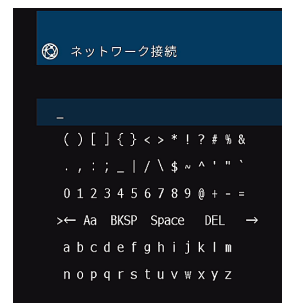 ネットワーク接続
_
( ) [ ] { } < > * ! ? # % &
. , : ; _ | / \ $ ~ ^ ' " `
0 1 2 3 4 5 6 7 8 9 @ + - =
>← Aa BKSP Space DEL →
a b c d e f g h i j k l m
n o p q r s t u v w x y z